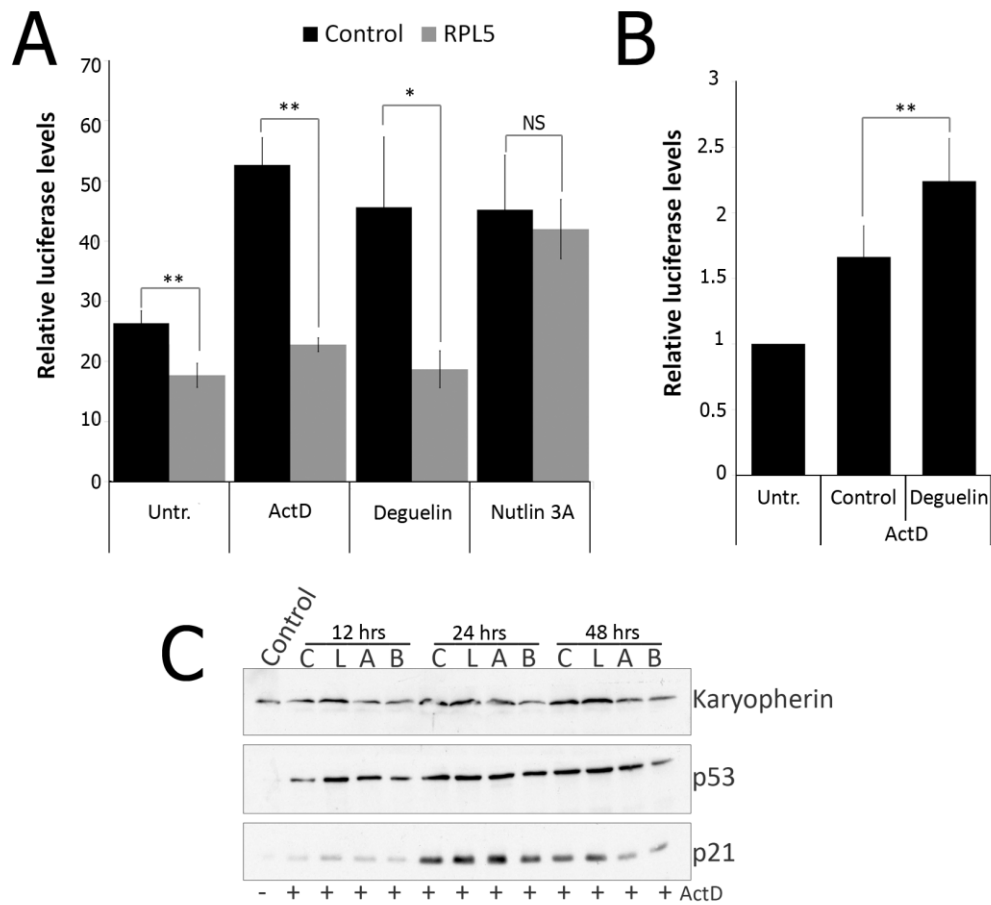 A
Control RPL5
Relative luciferase levels
70
60
50
40
30
20
10
0
**
**
*
NS
Untr. ActD Deguelin Nutlin 3A
B
Relative luciferase levels
3
2.5
2
1.5
1
0.5
0
**
Untr. Control Deguelin
ActD
C
Control 12 hrs 24 hrs 48 hrs
C L A B C L A B C L A B
Karyopherin
p53
p21
- + + + + + + + + + + + + ActD